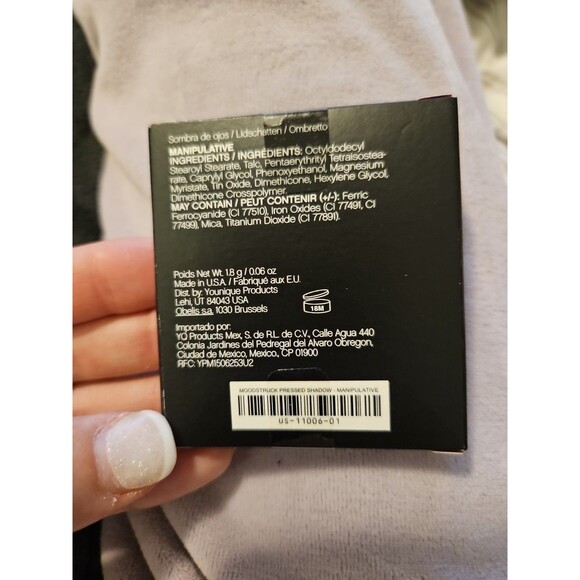 Sombra de ojos / Lidschatten / Ombretto
MANIPULATIVE
INGREDIENTS / INGRÉDIENTS: Octyldodecyl
Stearoyl Stearate, Talc, Pentaerythrityl Tetraisostea-
rate, Caprylyl Glycol, Phenoxyethanol, Magnesium
Myristate, Tin Oxide, Dimethicone, Hexylene Glycol,
Dimethicone Crosspolymer.
MAY CONTAIN / PEUT CONTENIR (+/-): Ferric
Ferrocyanide (CI 77510), Iron Oxides (CI 77491, CI
77499), Mica, Titanium Dioxide (CI 77891).
Poids Net Wt. 1.8 g / 0.06 oz
Made in U.S.A. / Fabriqué aux E.U.
Dist. by: Younique Products
Lehi, UT 84043 USA
Obelis s.a. 1030 Brussels
18M
Importado por:
YQ Products Mex, S. de R.L. de C.V., Calle Agua 440
Colonia Jardines del Pedregal del Alvaro Obregon,
Ciudad de Mexico, Mexico, CP 01900
RFC: YPM1506253U2
MOODSTRUCK PRESSED SHADOW - MANIPULATIVE
US-11006-01